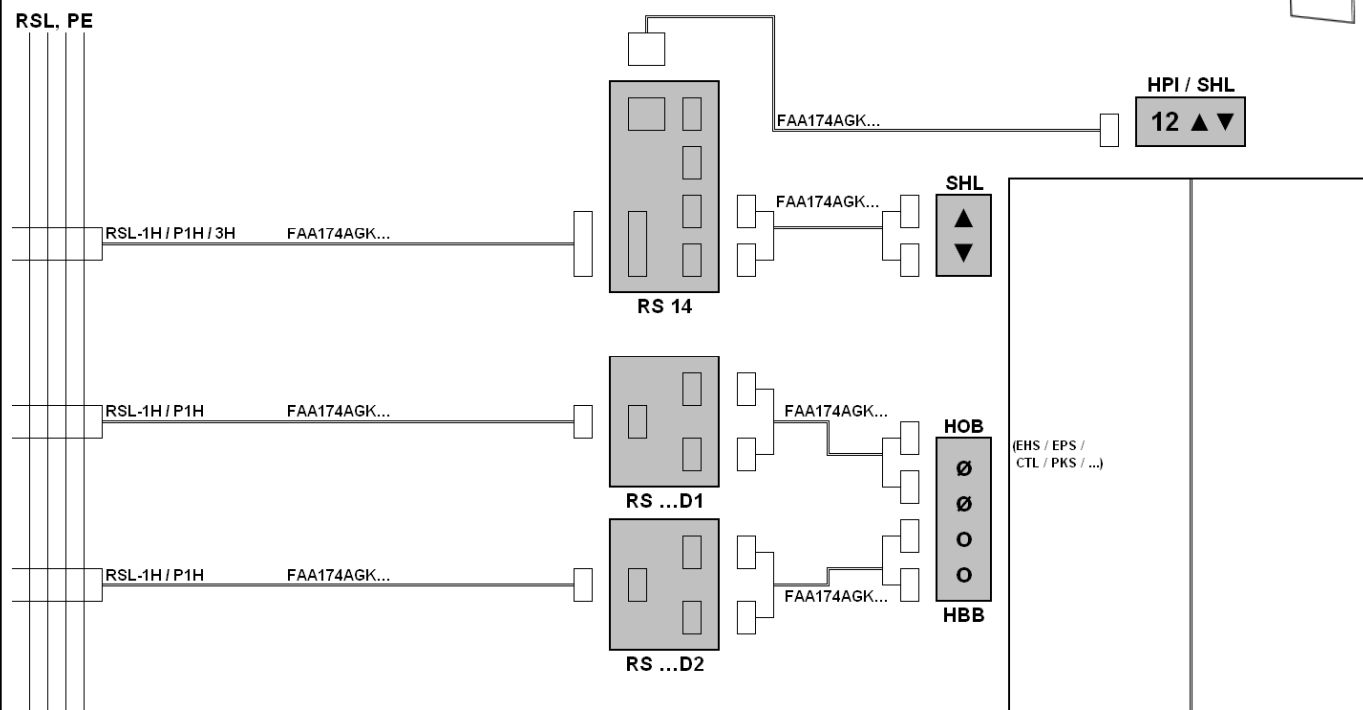 RSL, PE
HPI / SHL
12 ▲ ▼
FAA174AGK...
SHL
▲
▼
FAA174AGK...
RSL-1H / P1H / 3H FAA174AGK...
RS 14
RSL-1H / P1H FAA174AGK...
FAA174AGK...
RS ...D1
HOB
Ø
Ø
O
O
HBB
(EHS / EPS /
CTL / PKS / ...)
RSL-1H / P1H FAA174AGK...
FAA174AGK...
RS ...D2